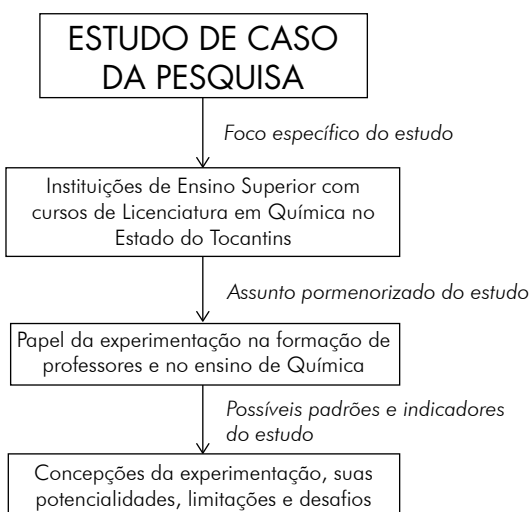 ESTUDO DE CASO
DA PESQUISA
Foco específico do estudo
Instituições de Ensino Superior com
cursos de Licenciatura em Química no
Estado do Tocantins
Assunto pormenorizado do estudo
Papel da experimentação na formação de
professores e no ensino de Química
Possíveis padrões e indicadores
do estudo
Concepções da experimentação, suas
potencialidades, limitações e desafios